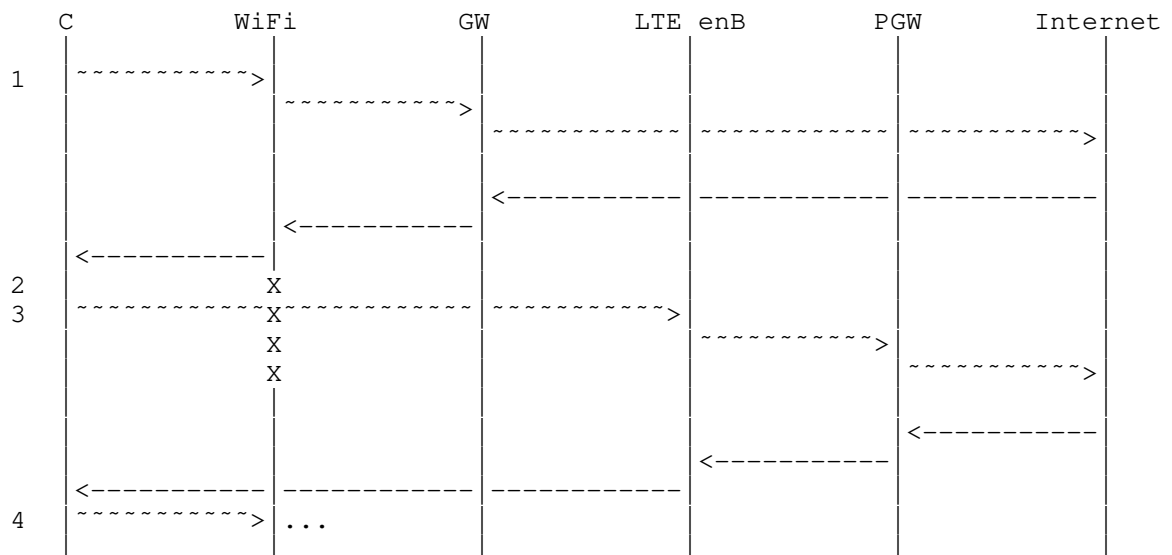 C WiFi GW LTE enB PGW Internet
1 ~~~~~~~~~~~>
~~~~~~~~~~~>
~~~~~~~~~~~~ ~~~~~~~~~~~~ ~~~~~~~~~~~>
<----------- ------------ ------------
<-----------
<-----------
2 X
3 ~~~~~~~~~~~~X~~~~~~~~~~~~ ~~~~~~~~~~~>
X ~~~~~~~~~~~>
X ~~~~~~~~~~~>
<-----------
<-----------
<----------- ------------ ------------
4 ~~~~~~~~~~~> ...